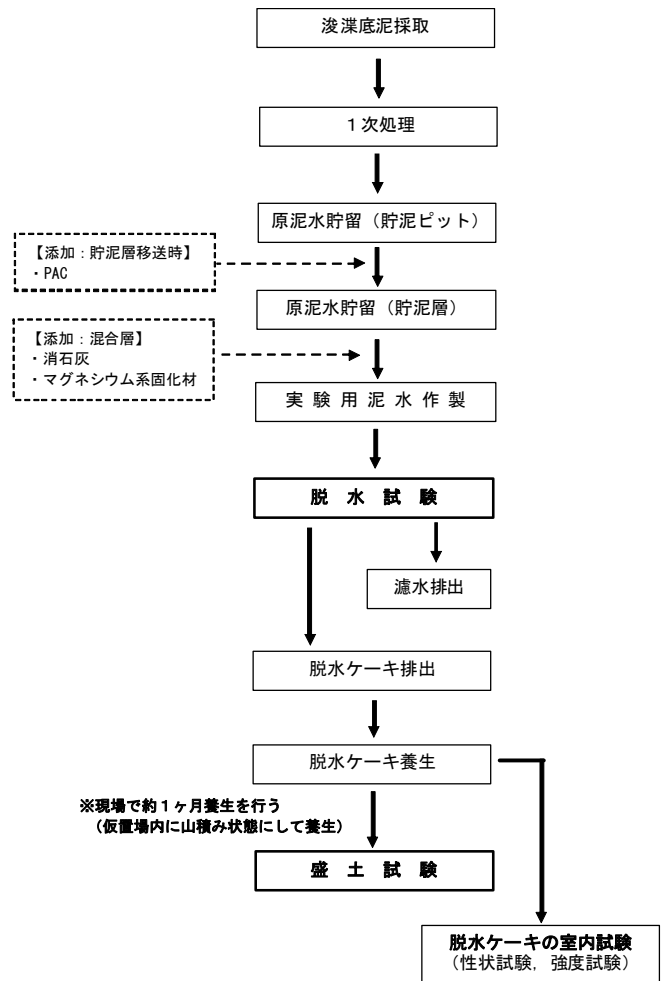 浚渫底泥採取
１次処理
原泥水貯留（貯泥ピット）
【添加：貯泥層移送時】
・PAC
原泥水貯留（貯泥層）
【添加：混合層】
・消石灰
・マグネシウム系固化材
実 験 用 泥 水 作 製
脱 水 試 験
濾水排出
脱水ケーキ排出
脱水ケーキ養生
※現場で約１ヶ月養生を行う
（仮置場内に山積み状態にして養生）
盛 土 試 験
脱水ケーキの室内試験
（性状試験，強度試験）